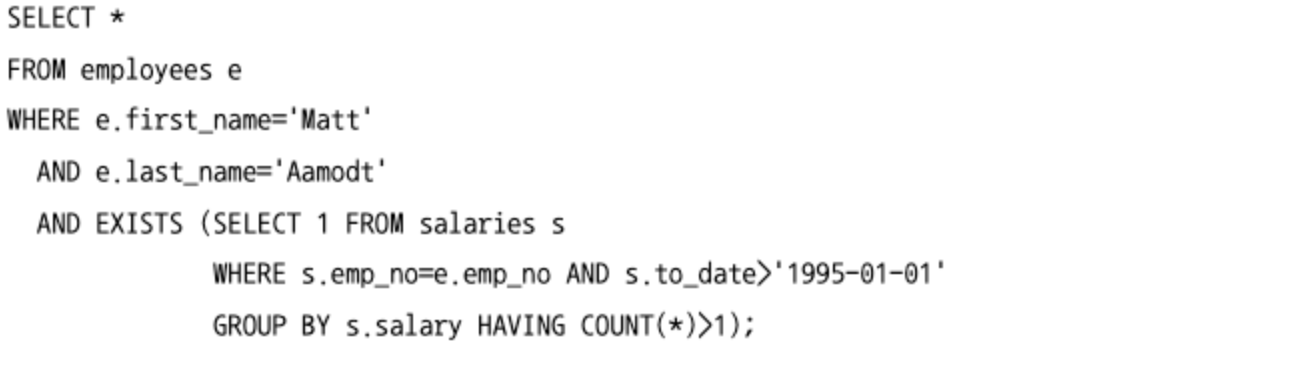 SELECT *
FROM employees e
WHERE e.first_name='Matt'
AND e.last_name='Aamodt'
AND EXISTS (SELECT 1 FROM salaries s
WHERE s.emp_no=e.emp_no AND s.to_date>'1995-01-01'
GROUP BY s.salary HAVING COUNT(*)>1);